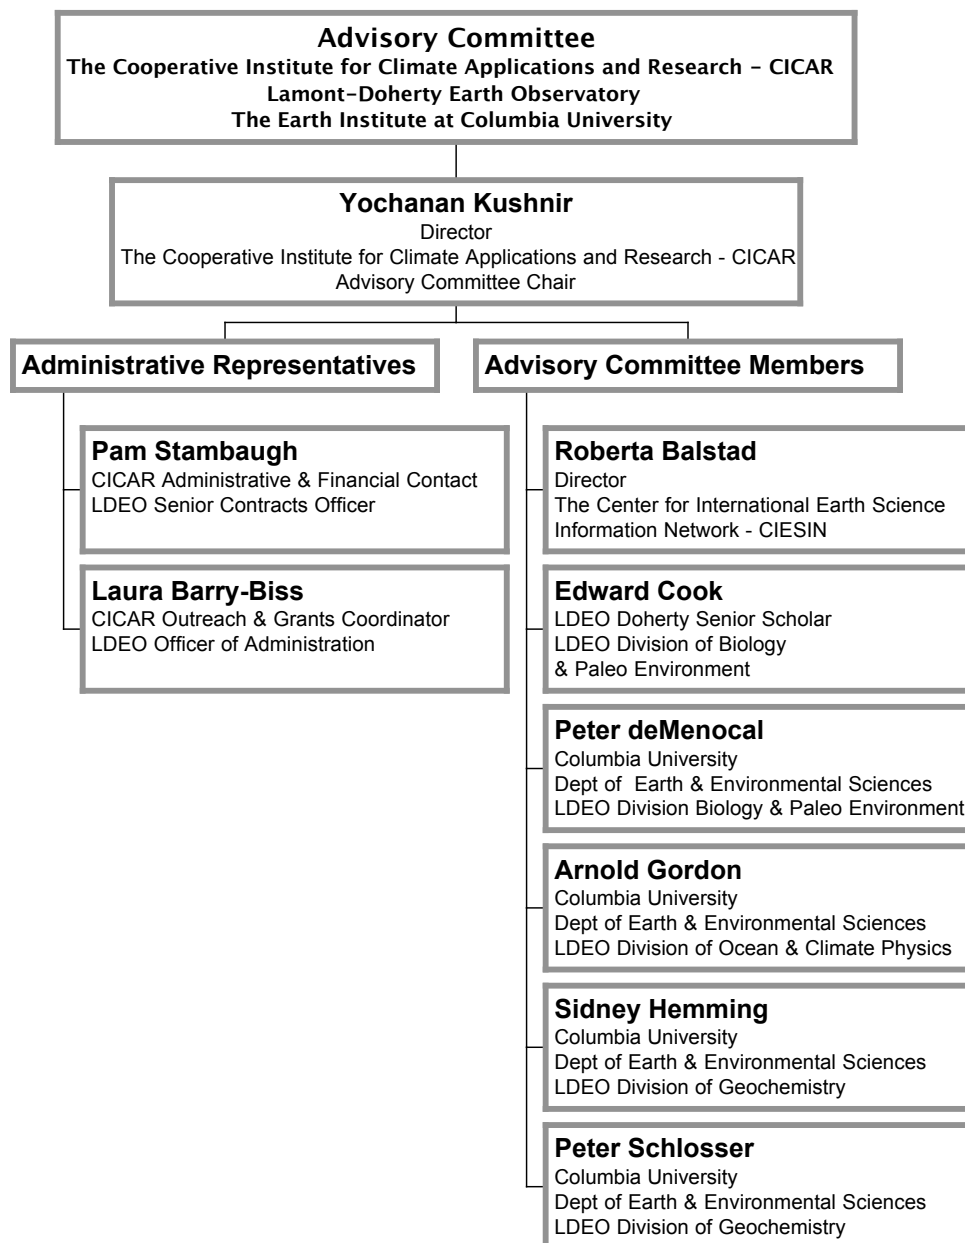 Advisory Committee
The Cooperative Institute for Climate Applications and Research - CICAR
Lamont-Doherty Earth Observatory
The Earth Institute at Columbia University
Yochanan Kushnir
Director
The Cooperative Institute for Climate Applications and Research - CICAR
Advisory Committee Chair
Administrative Representatives
Pam Stambaugh
CICAR Administrative & Financial Contact
LDEO Senior Contracts Officer
Laura Barry-Biss
CICAR Outreach & Grants Coordinator
LDEO Officer of Administration
Advisory Committee Members
Roberta Balstad
Director
The Center for International Earth Science
Information Network - CIESIN
Edward Cook
LDEO Doherty Senior Scholar
LDEO Division of Biology
& Paleo Environment
Peter deMenocal
Columbia University
Dept of  Earth & Environmental Sciences
LDEO Division Biology & Paleo Environment
Arnold Gordon
Columbia University
Dept of Earth & Environmental Sciences
LDEO Division of Ocean & Climate Physics
Sidney Hemming
Columbia University
Dept of Earth & Environmental Sciences
LDEO Division of Geochemistry
Peter Schlosser
Columbia University
Dept of Earth & Environmental Sciences
LDEO Division of Geochemistry